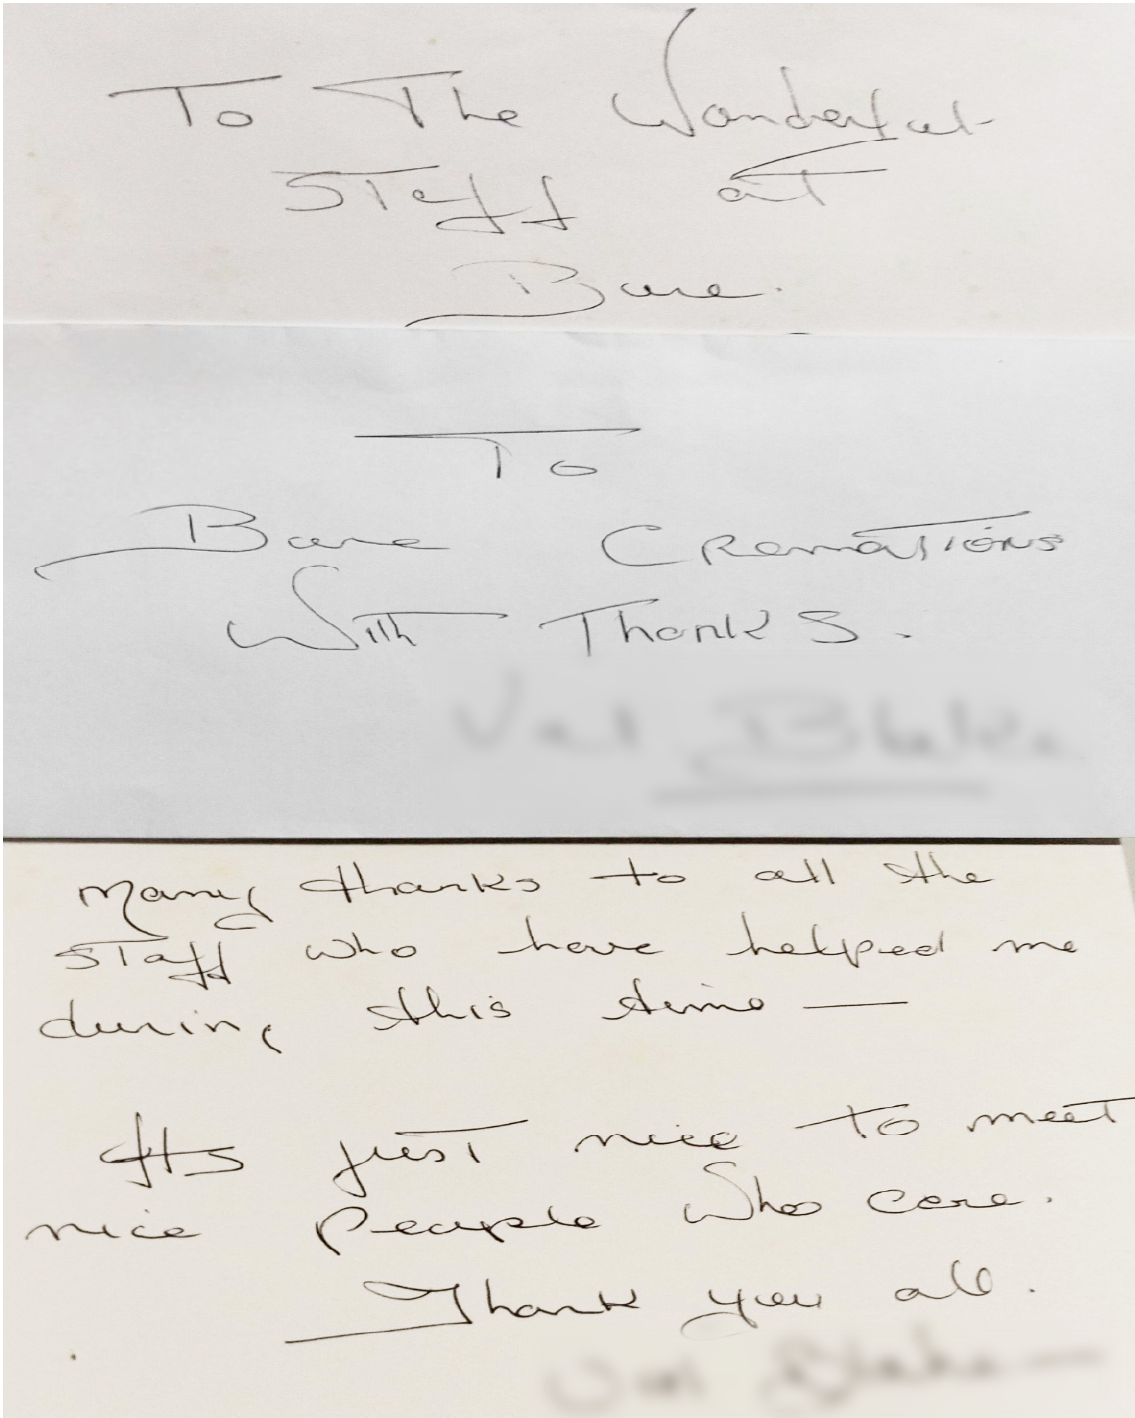 To The Wonderful
Staff at
Bare.
To
Bare Cremations
With Thanks.
Many thanks to all the
Staff who have helped me
during this time —
Its just nice to meet
nice People who care.
Thank you all.